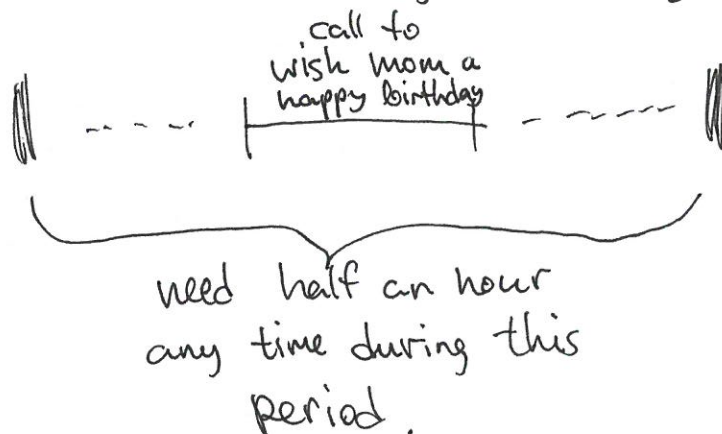 call to
wish mom a
happy birthday
need half an hour
any time during this
period.